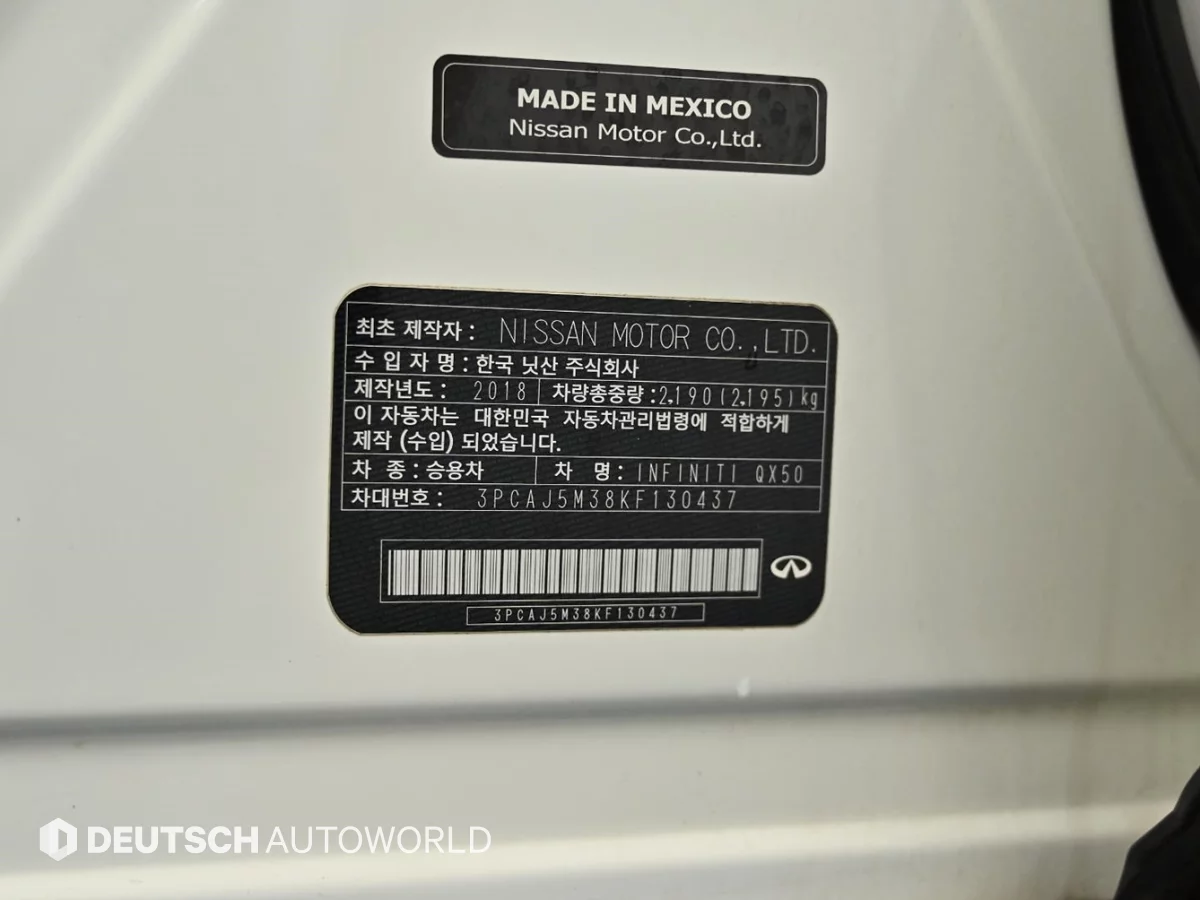 MADE IN MEXICO
Nissan Motor Co.,Ltd.
최초 제작자 : NISSAN MOTOR CO.,LTD.
수 입 자 명 : 한국 닛산 주식회사
제작년도 : 2018 차량총중량 : 2,190 (2,195) kg
이 자동차는 대한민국 자동차관리법령에 적합하게
제작 (수입) 되었습니다.
차 종 : 승용차 차 명 : INFINITI QX50
차대번호 : 3PCAJ5M38KF130437
3PCAJ5M38KF130437
DEUTSCH AUTOWORLD